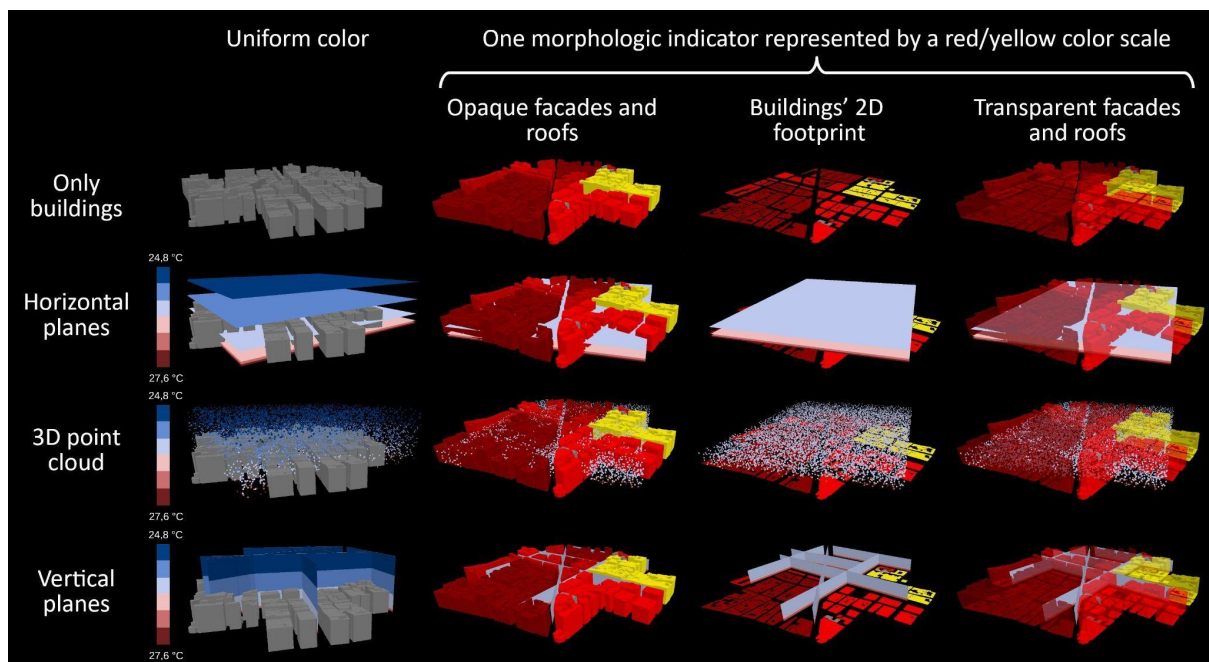 Uniform color
One morphologic indicator represented by a red/yellow color scale
Opaque facades and
roofs
Buildings' 2D
footprint
Transparent facades
and roofs
Only
buildings
24,8 °C
Horizontal
planes
27,6 °C
24,8 °C
3D point
cloud
27,6 °C
24,8 °C
Vertical
planes
27,6 °C